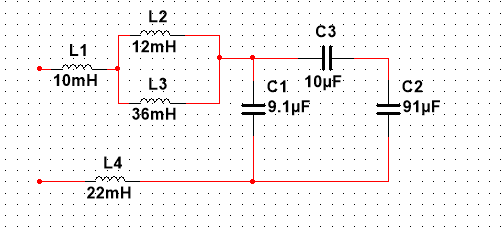 L2
12mH
L1
10mH
L3
36mH
C3
10µF
C1
9.1µF
C2
91µF
L4
22mH